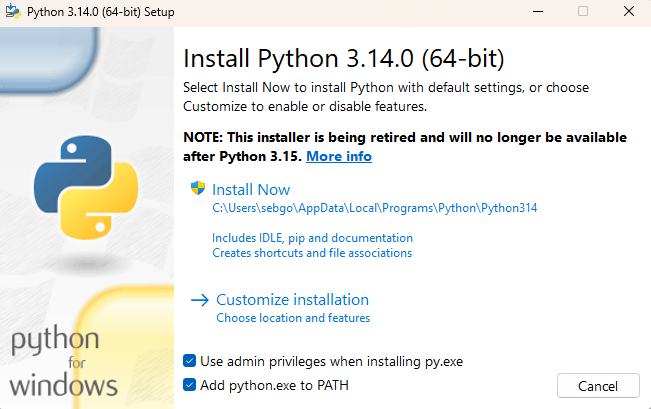 Python 3.14.0 (64-bit) Setup
Install Python 3.14.0 (64-bit)
Select Install Now to install Python with default settings, or choose
Customize to enable or disable features.
NOTE: This installer is being retired and will no longer be available
after Python 3.15. More info
Install Now
C:\Users\sebgo\AppData\Local\Programs\Python\Python314
Includes IDLE, pip and documentation
Creates shortcuts and file associations
Customize installation
Choose location and features
python
for
windows
Use admin privileges when installing py.exe
Add python.exe to PATH
Cancel